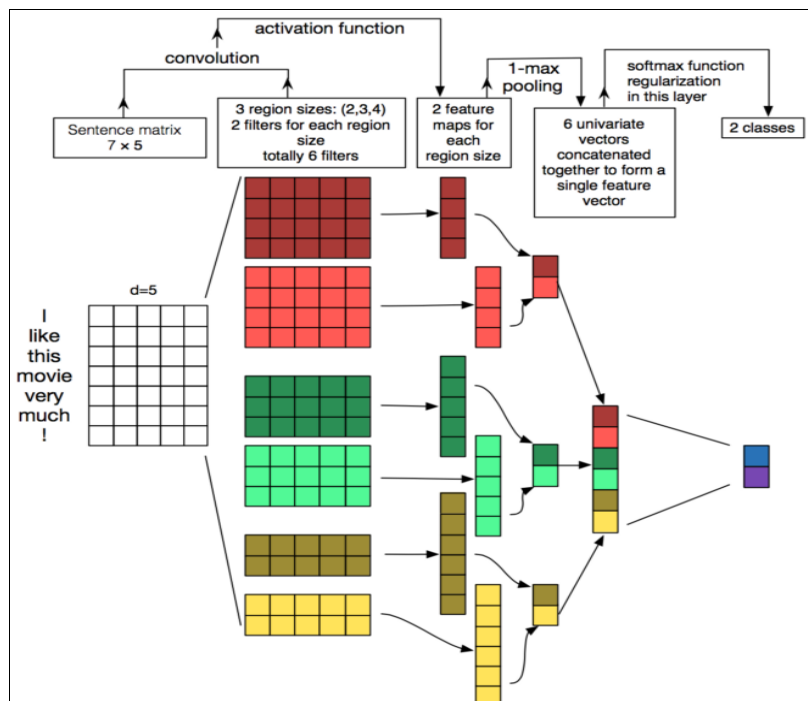 activation function
convolution
1-max
pooling
softmax function
regularization
in this layer
3 region sizes: (2,3,4)
2 filters for each region
size
totally 6 filters
2 feature
maps for
each
region size
6 univariate
vectors
concatenated
together to form a
single feature
vector
2 classes
Sentence matrix
7 × 5
d=5
I
like
this
movie
very
much
!